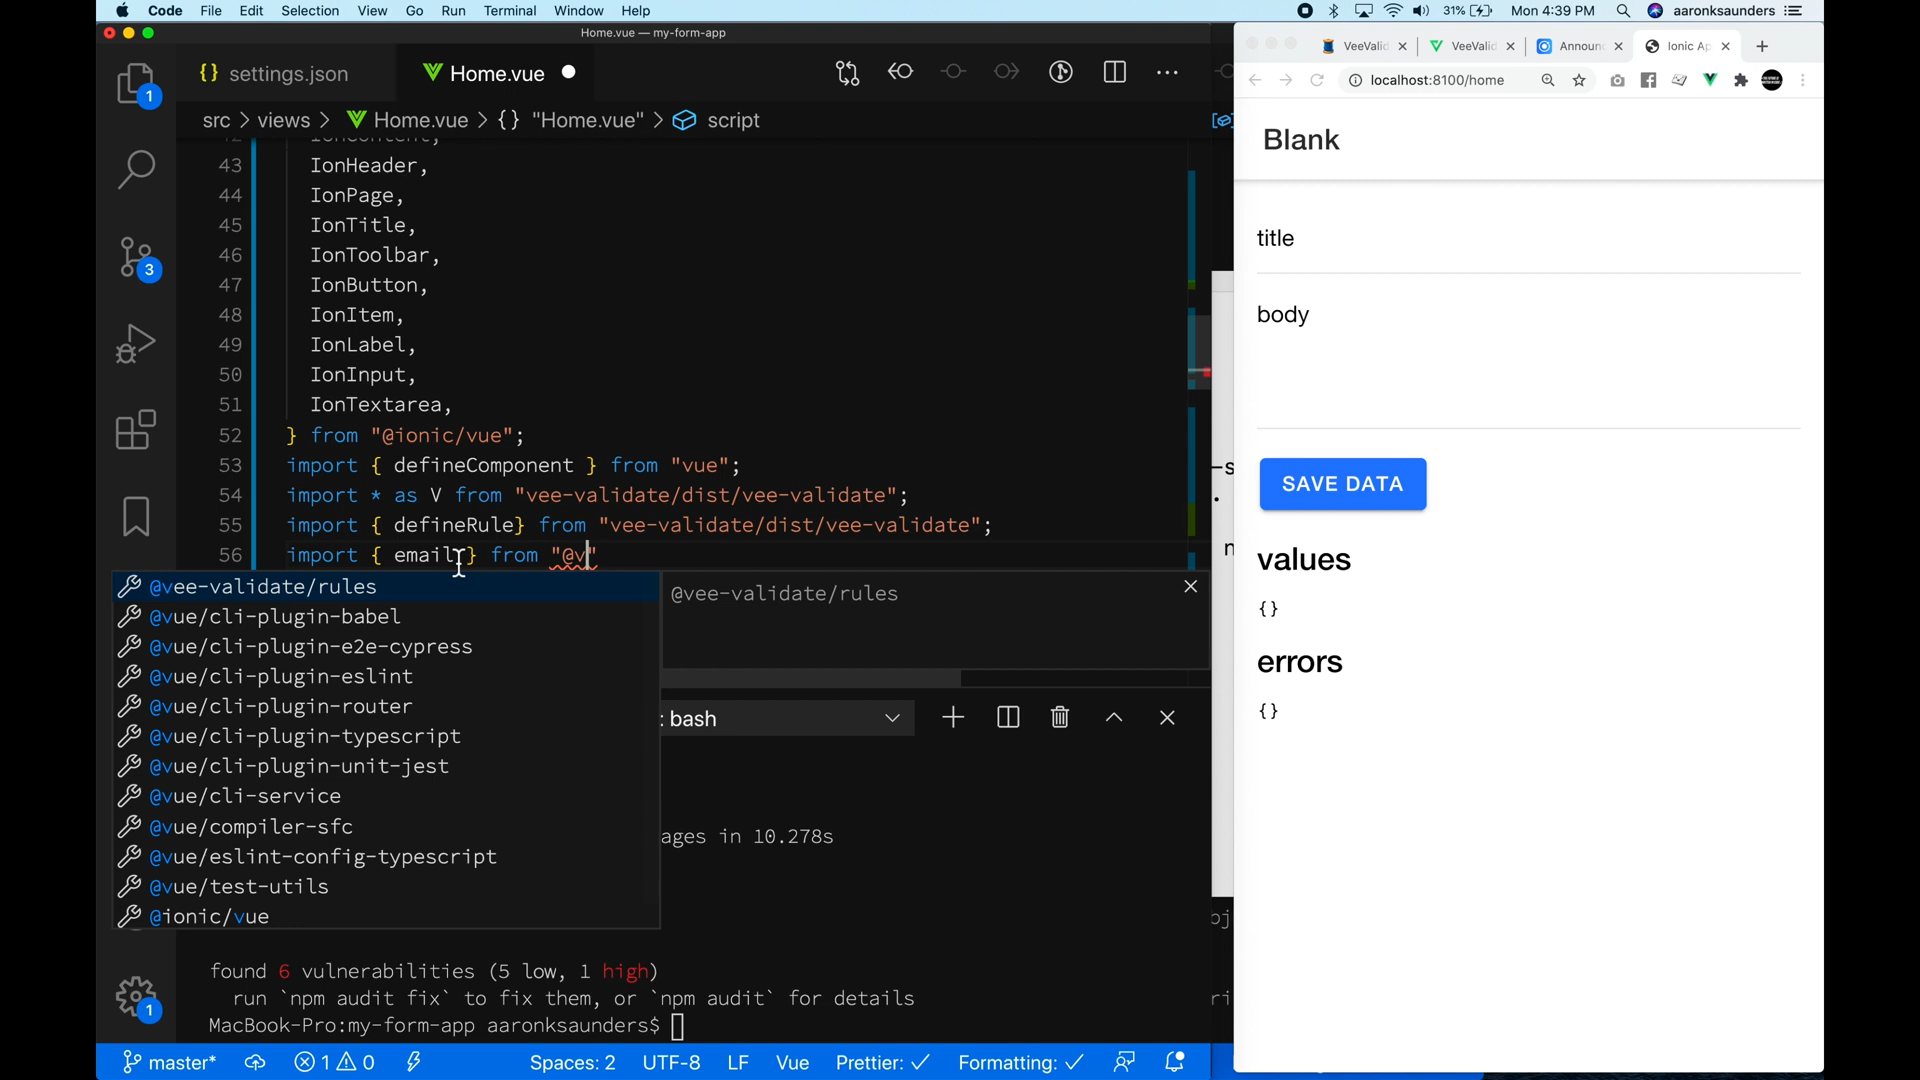 Code File Edit Selection View Go Run Terminal Window Help
31% Mon 4:39 PM aaronksaunders
Home.vue — my-form-app
{} settings.json
Home.vue
src > views > Home.vue > {} "Home.vue" > script
43 IonHeader,
44 IonPage,
45 IonTitle,
46 IonToolbar,
47 IonButton,
48 IonItem,
49 IonLabel,
50 IonInput,
51 IonTextarea,
52 } from "@ionic/vue";
53 import { defineComponent } from "vue";
54 import * as V from "vee-validate/dist/vee-validate";
55 import { defineRule} from "vee-validate/dist/vee-validate";
56 import { email } from "@v"
@vee-validate/rules
@vue/cli-plugin-babel
@vue/cli-plugin-e2e-cypress
@vue/cli-plugin-eslint
@vue/cli-plugin-router
@vue/cli-plugin-typescript
@vue/cli-plugin-unit-jest
@vue/cli-service
@vue/compiler-sfc
@vue/eslint-config-typescript
@vue/test-utils
@ionic/vue
@vee-validate/rules
: bash
ages in 10.278s
found 6 vulnerabilities (5 low, 1 high)
run `npm audit fix` to fix them, or `npm audit` for details
MacBook-Pro:my-form-app aaronksaunders$
1
3
1
master* 1 0 Spaces: 2 UTF-8 LF Vue Prettier: ✓ Formatting: ✓
VeeValid VeeValid Announc Ionic Ap
localhost:8100/home
Blank
title
body
SAVE DATA
values
{}
errors
{}